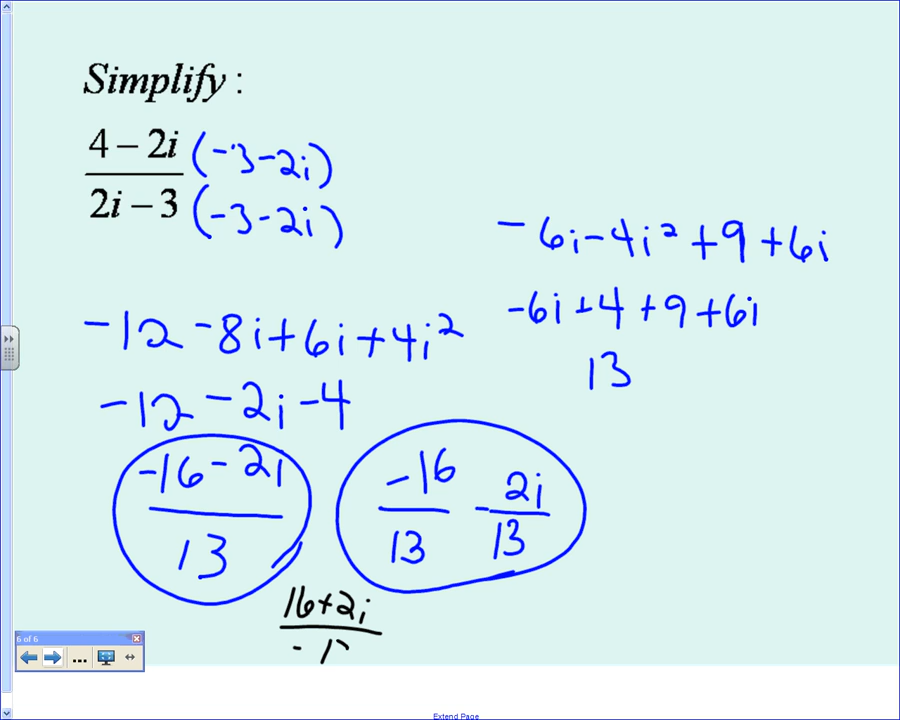 Simplify :
4 – 2i (-3-2i)
2i – 3 (-3-2i)
-6i-4i² +9 +6i
-6i +4 +9 +6i
13
-12 -8i+6i+4i²
-12 -2i -4
-16-2i
13
-16 - 2i
13 13
16+2i
6 of 6
...
Extend Page